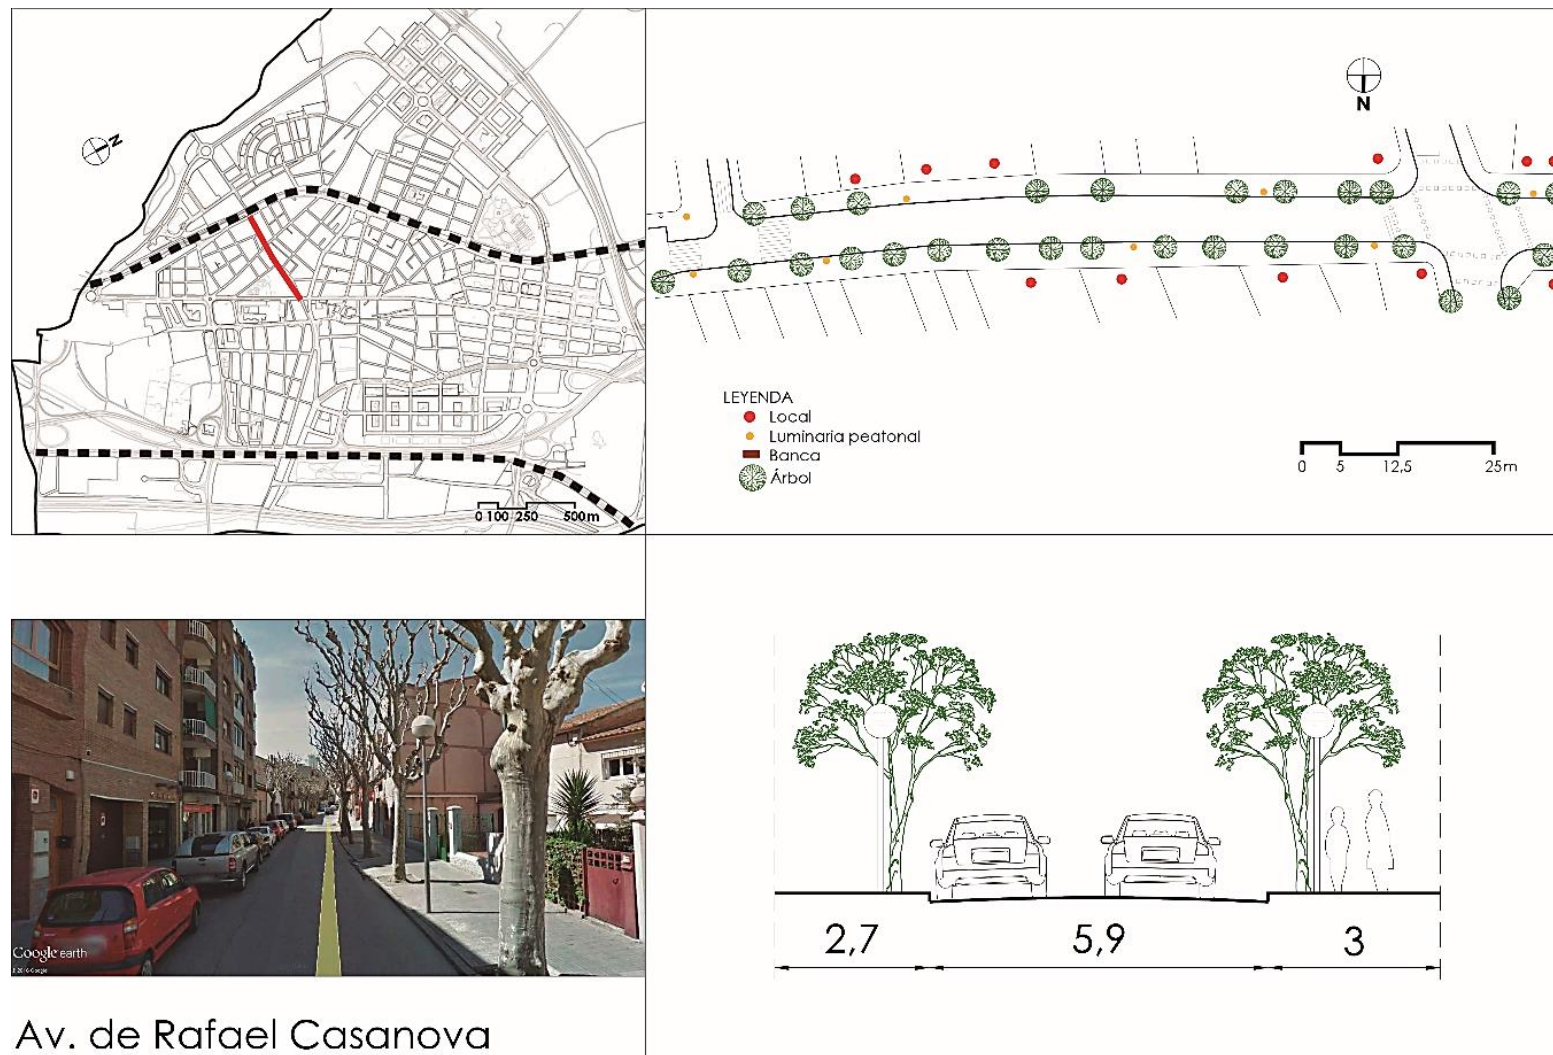 N
0 100 250 500m
N
LEYENDA
Local
Luminaria peatonal
Banca
Árbol
0 5 12,5 25m
Google earth
2,7 5,9 3
Av. de Rafael Casanova